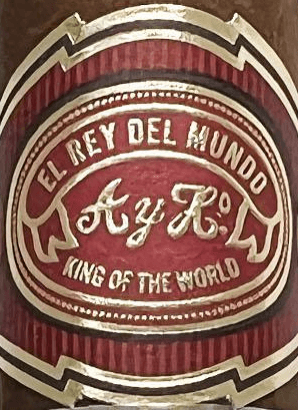 EL REY DEL MUNDO
A y Rº
KING OF THE WORLD